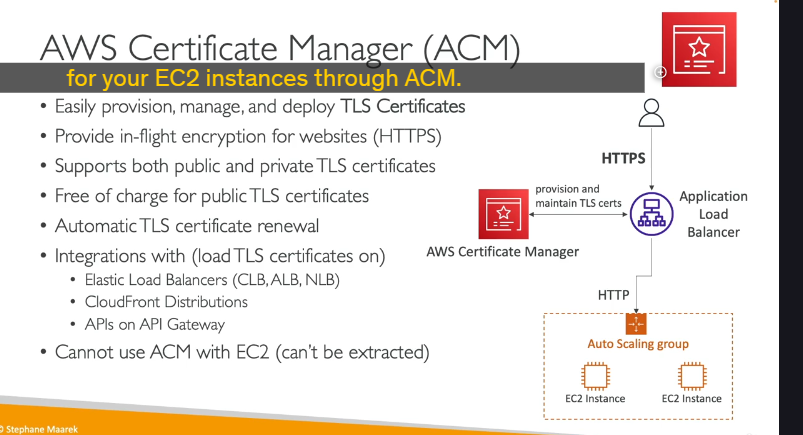 AWS Certificate Manager (ACM)
for your EC2 instances through ACM.
• Easily provision, manage, and deploy TLS Certificates
• Provide in-flight encryption for websites (HTTPS)
• Supports both public and private TLS certificates
• Free of charge for public TLS certificates
• Automatic TLS certificate renewal
• Integrations with (load TLS certificates on)
• Elastic Load Balancers (CLB, ALB, NLB)
• CloudFront Distributions
• APIs on API Gateway
• Cannot use ACM with EC2 (can't be extracted)
HTTPS
provision and
maintain TLS certs
Application
Load
Balancer
AWS Certificate Manager
HTTP
Auto Scaling group
EC2 Instance
EC2 Instance
© Stephane Maarek